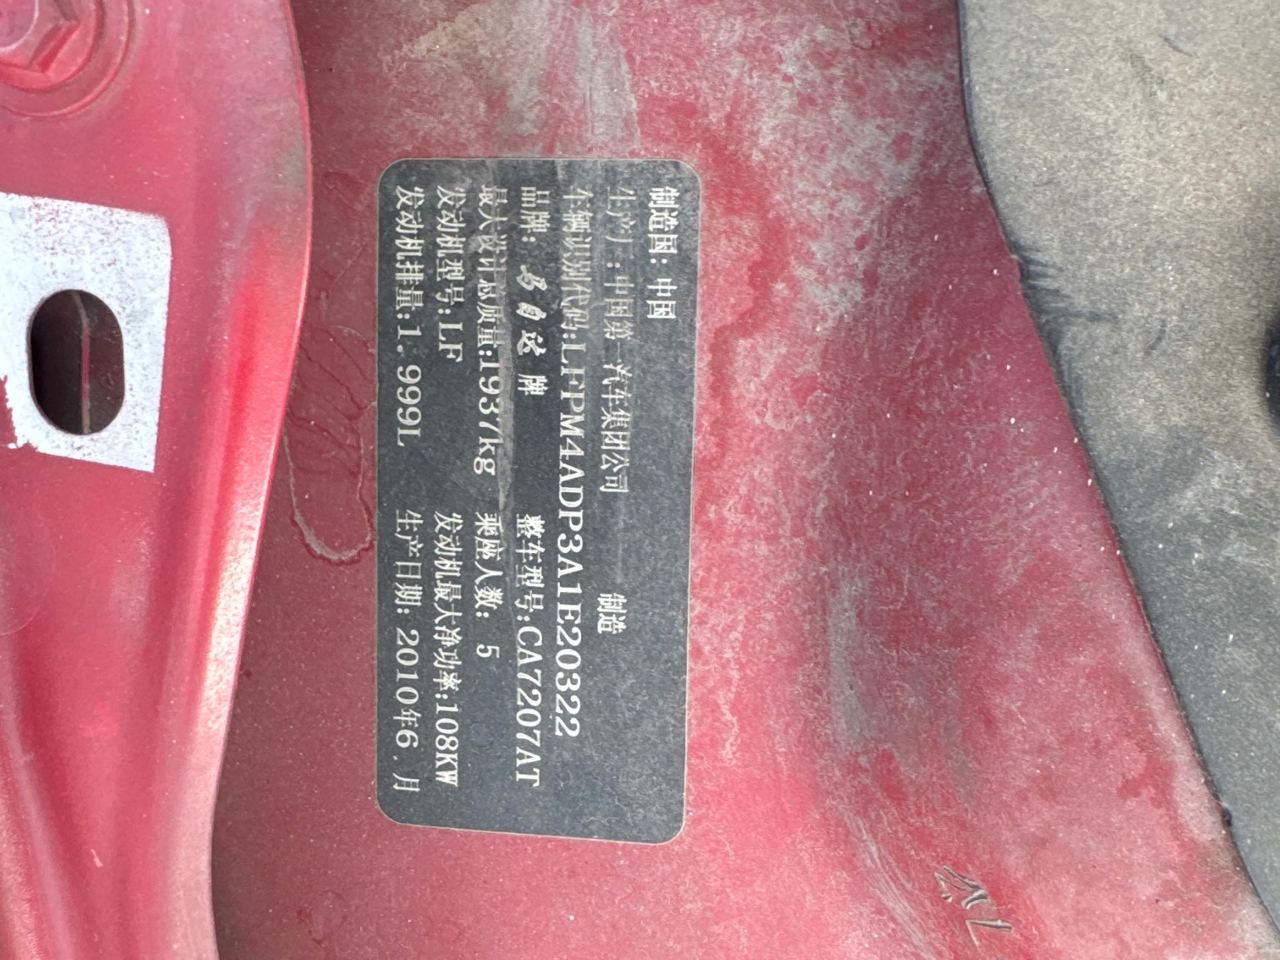 制造国：中国
生产厂:中国第一汽车集团公司 制造
车辆识别代码:LFPM4ADP3A1E20322
品牌：马自达 牌 整车型号:CA7207AT
最大设计总质量:1937kg 乘座人数：5
发动机型号:LF 发动机最大净功率:108KW
发动机排量:1.999L 生产日期：2010年6.月